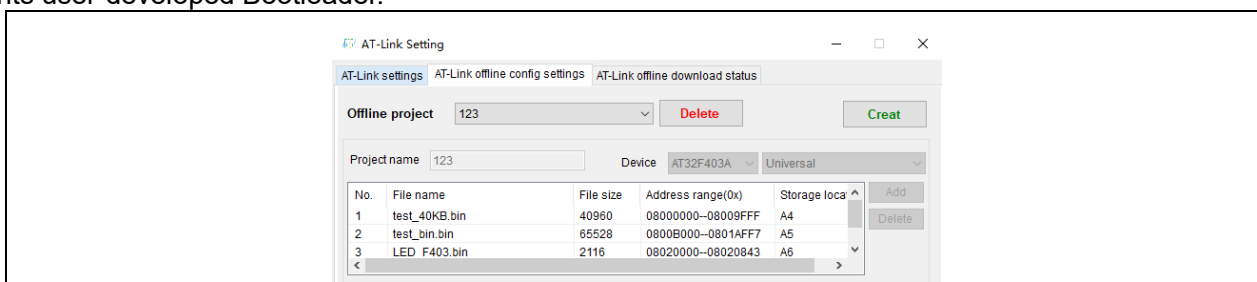 user-developed Bootloader.
AT-Link Setting
AT-Link settings AT-Link offline config settings AT-Link offline download status
Offline project 123 Delete Creat
Project name 123 Device AT32F403A Universal
No. File name File size Address range(0x) Storage locat Add
1 test_40KB.bin 40960 08000000--08009FFF A4 Delete
2 test_bin.bin 65528 0800B000--0801AFF7 A5
3 LED_F403.bin 2116 08020000--08020843 A6